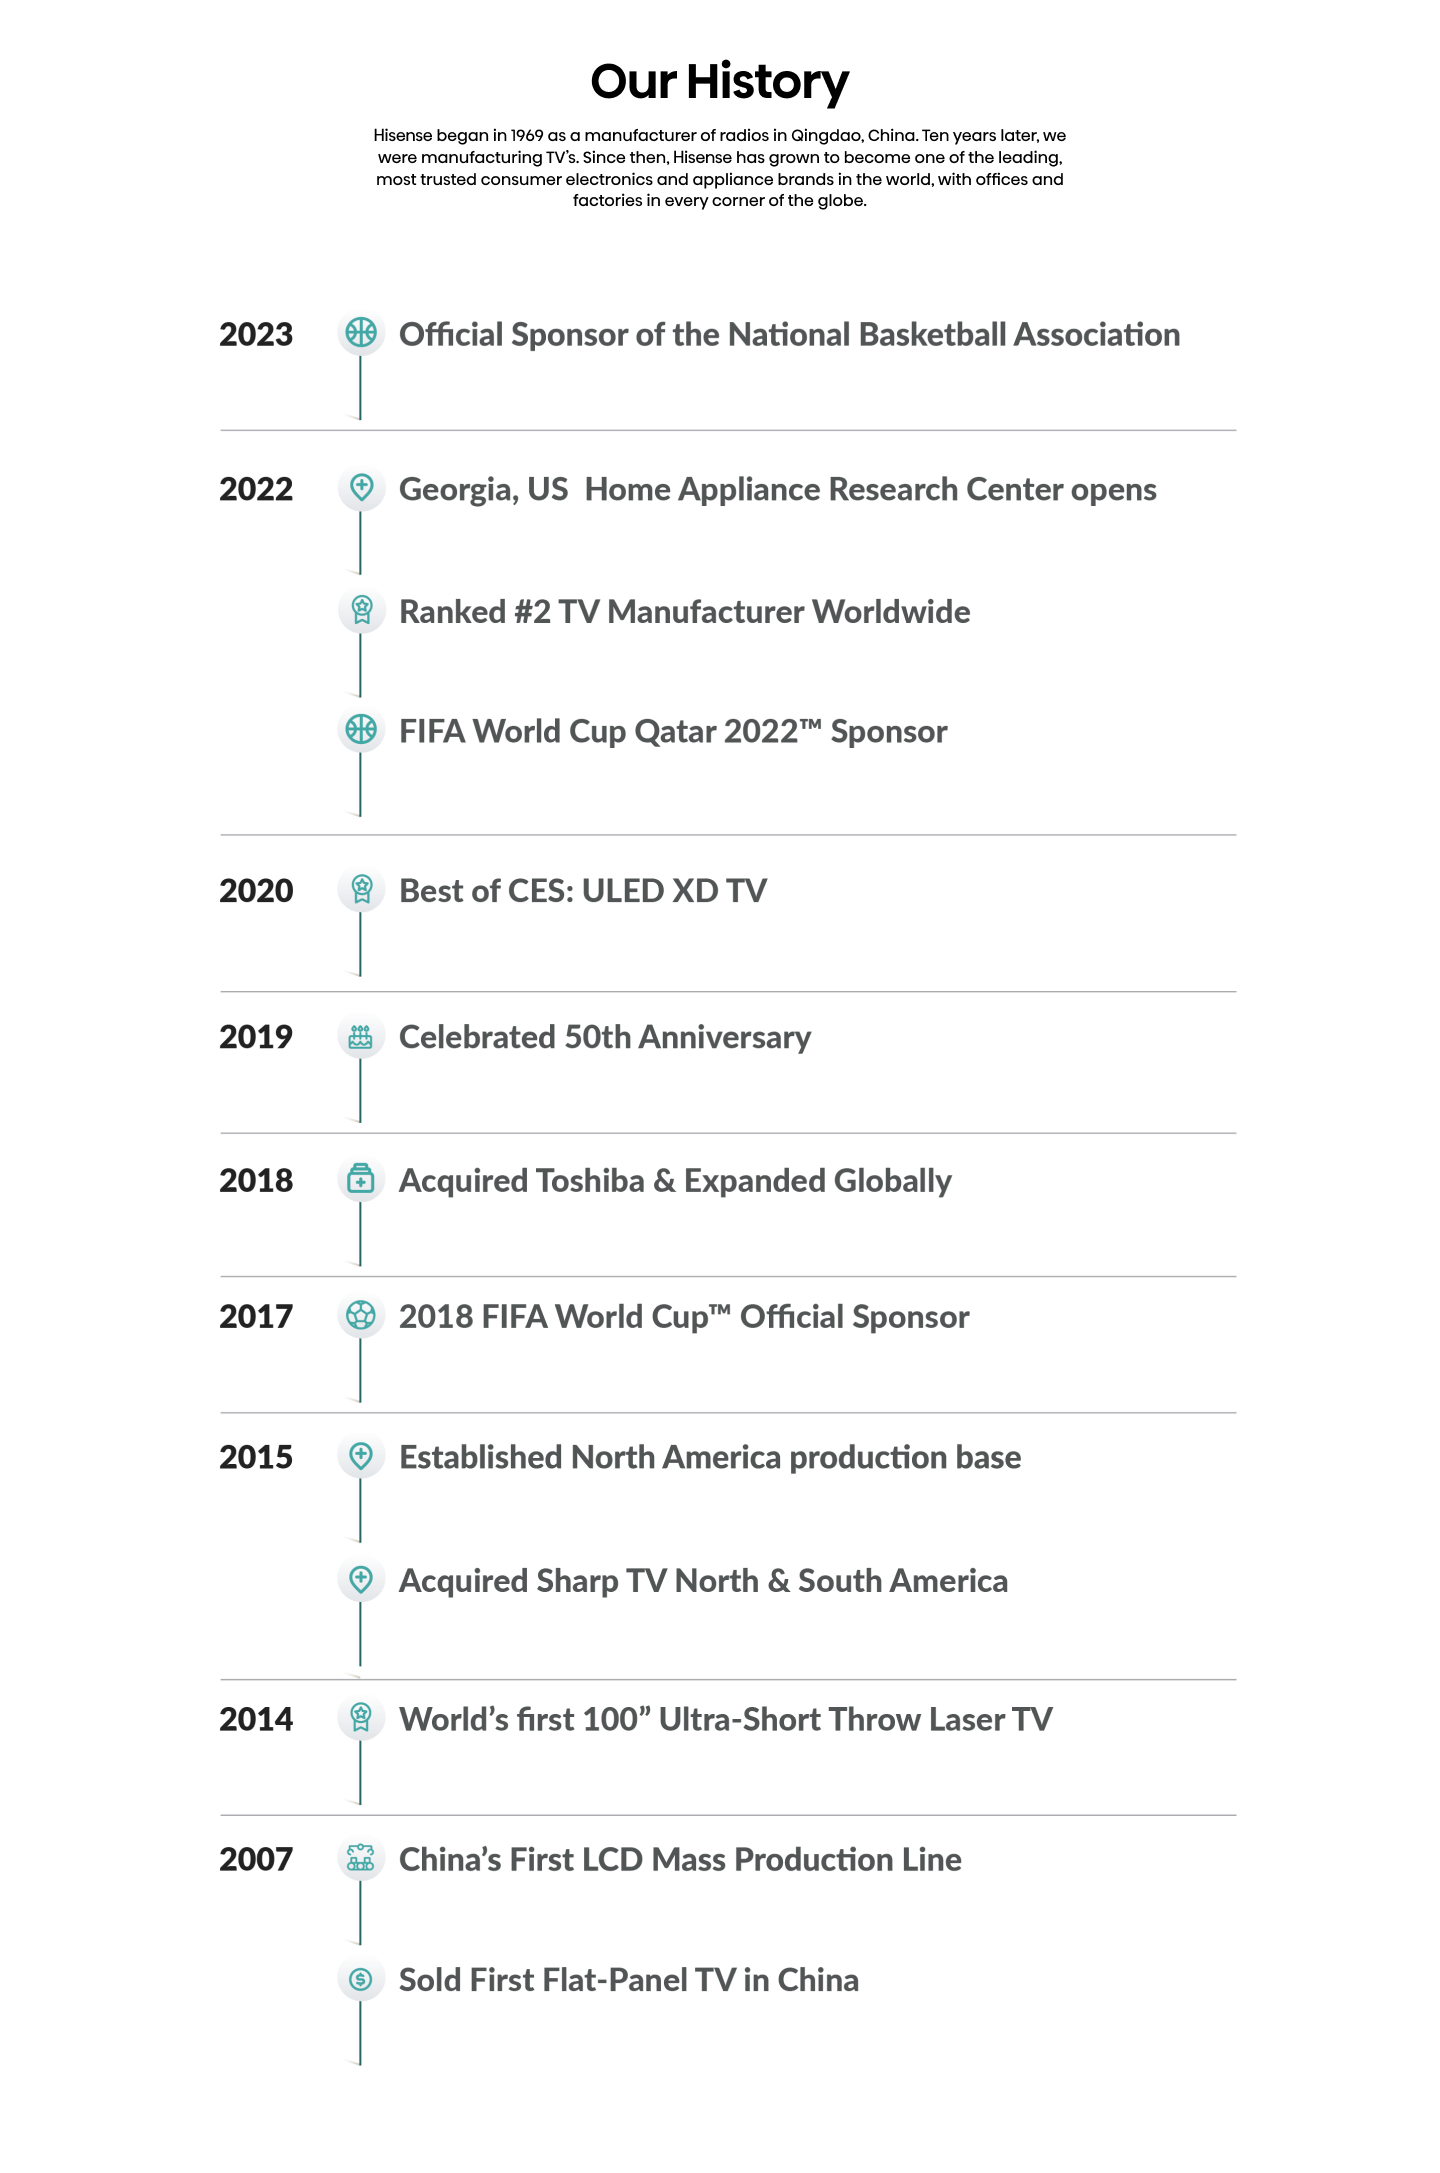 Our History
Hisense began in 1969 as a manufacturer of radios in Qingdao, China. Ten years later, we
were manufacturing TV's. Since then, Hisense has grown to become one of the leading,
most trusted consumer electronics and appliance brands in the world, with offices and
factories in every corner of the globe.
2023 Official Sponsor of the National Basketball Association
2022 Georgia, US  Home Appliance Research Center opens
Ranked #2 TV Manufacturer Worldwide
FIFA World Cup Qatar 2022™ Sponsor
2020 Best of CES: ULED XD TV
2019 Celebrated 50th Anniversary
2018 Acquired Toshiba & Expanded Globally
2017 2018 FIFA World Cup™ Official Sponsor
2015 Established North America production base
Acquired Sharp TV North & South America
2014 World’s first 100” Ultra-Short Throw Laser TV
2007 China’s First LCD Mass Production Line
Sold First Flat-Panel TV in China